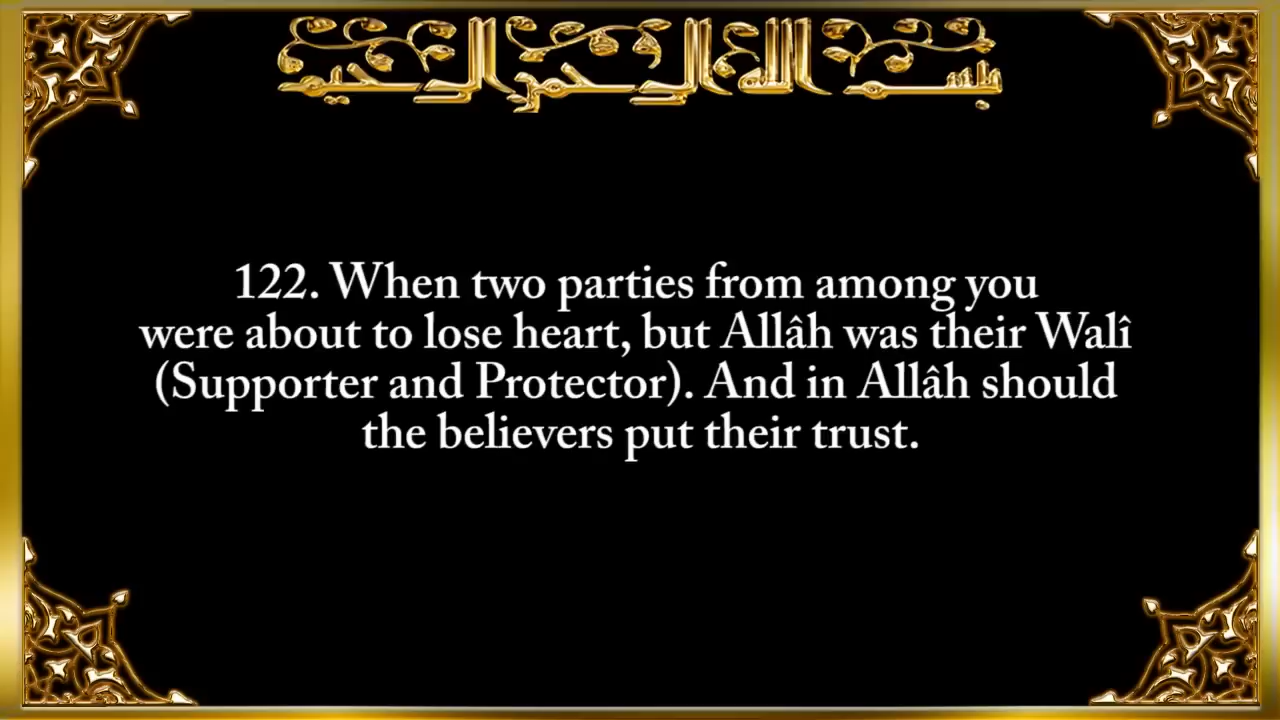 بسم الله الرحمن الرحيم
122. When two parties from among you
were about to lose heart, but Allâh was their Walî
(Supporter and Protector). And in Allâh should
the believers put their trust.